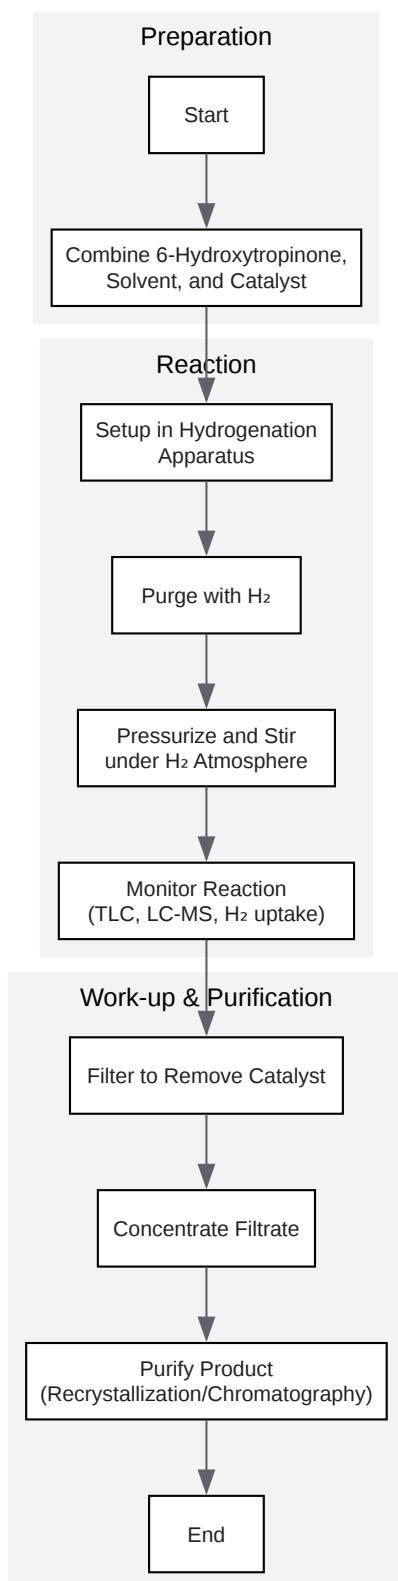 Preparation
Start
Combine 6-Hydroxytropinone,
Solvent, and Catalyst
Reaction
Setup in Hydrogenation
Apparatus
Purge with H₂
Pressurize and Stir
under H₂ Atmosphere
Monitor Reaction
(TLC, LC-MS, H₂ uptake)
Work-up & Purification
Filter to Remove Catalyst
Concentrate Filtrate
Purify Product
(Recrystallization/Chromatography)
End